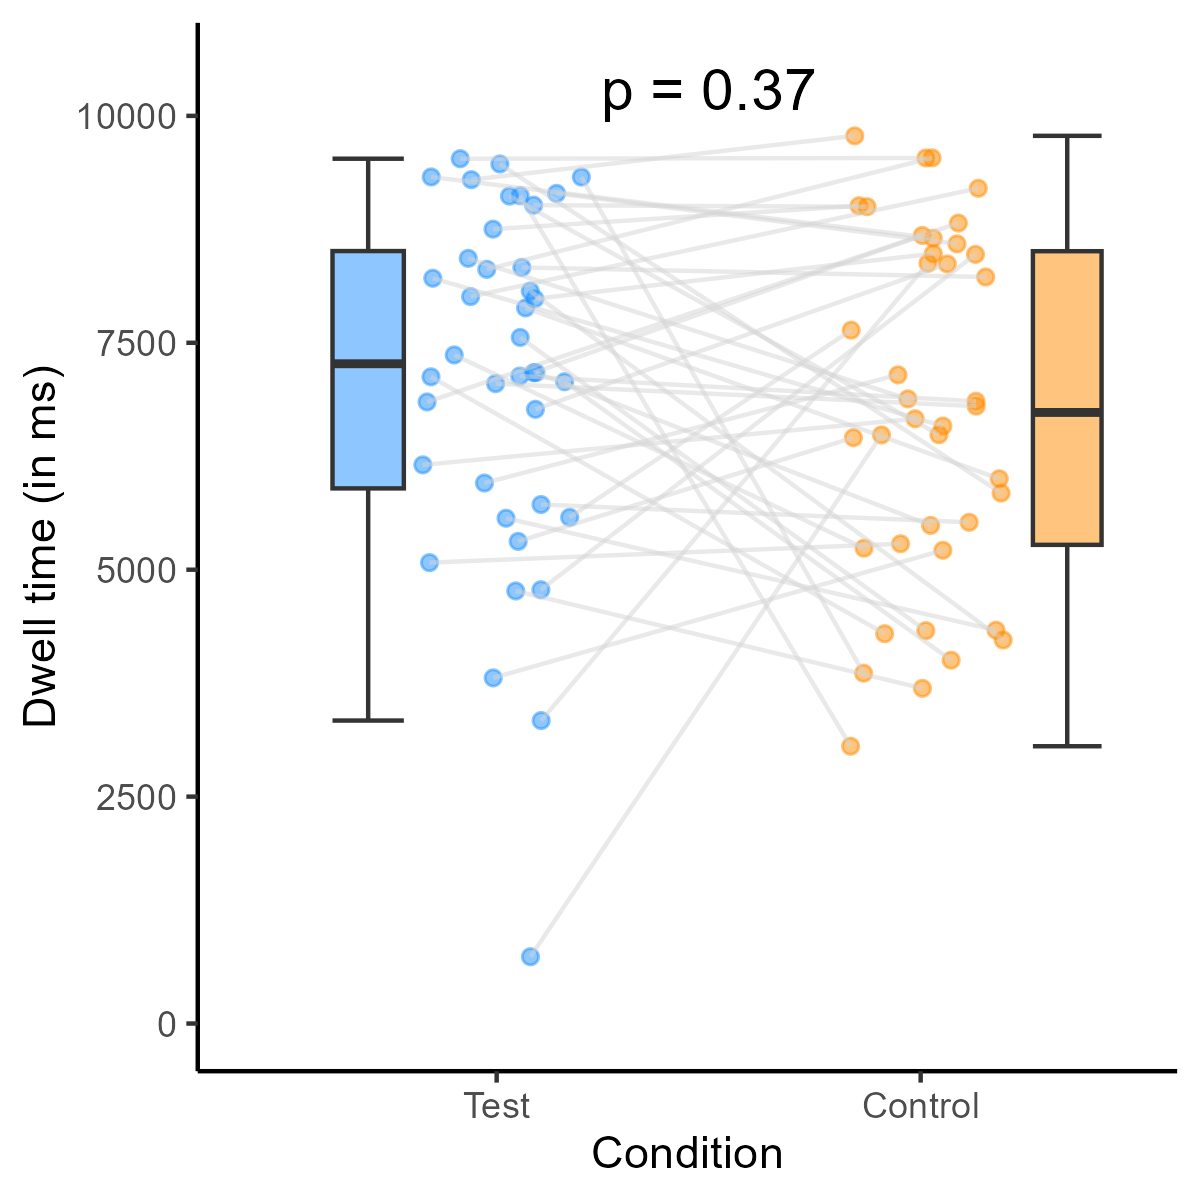 p = 0.37
10000
7500
5000
2500
0
Dwell time (in ms)
Test
Control
Condition